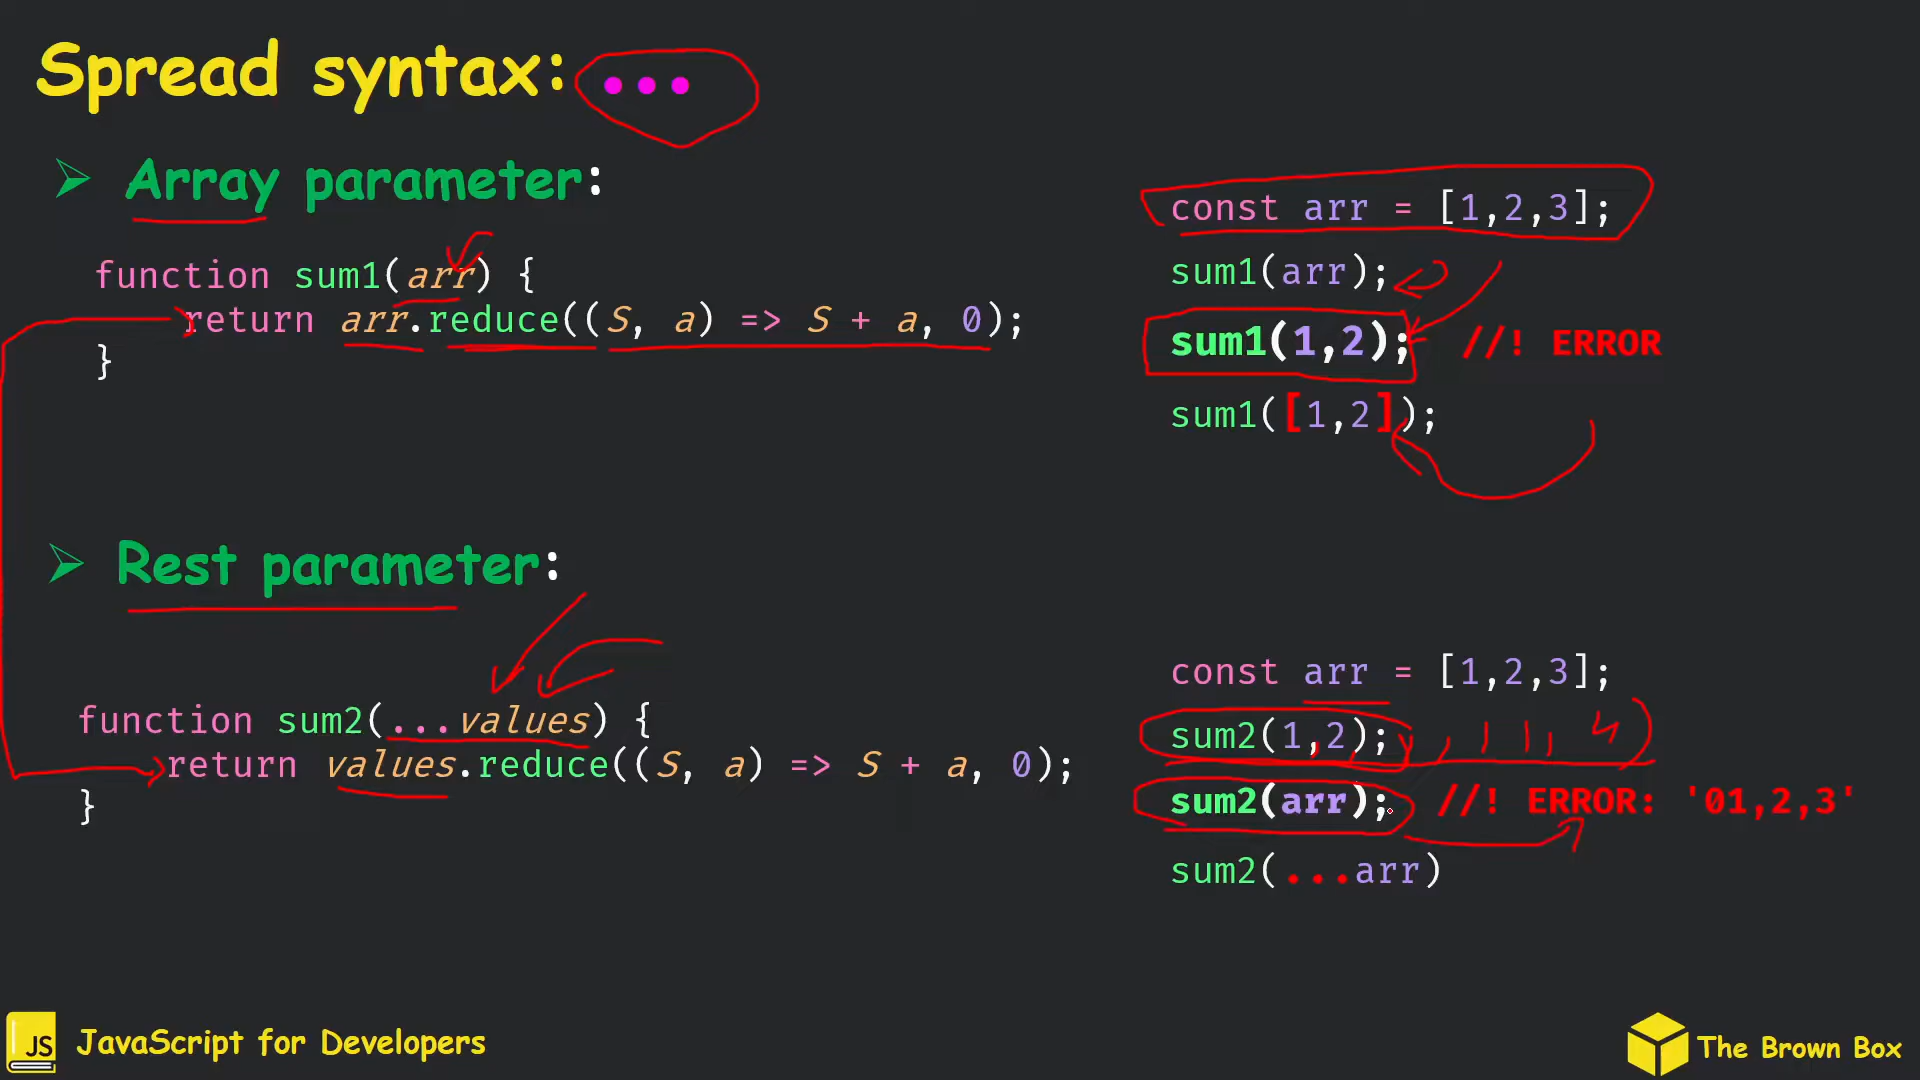 Spread syntax: ...
➢ Array parameter:
function sum1(arr) {
return arr.reduce((S, a) => S + a, 0);
}
const arr = [1,2,3];
sum1(arr);
sum1(1,2); //! ERROR
sum1([1,2]);
➢ Rest parameter:
function sum2(...values) {
return values.reduce((S, a) => S + a, 0);
}
const arr = [1,2,3];
sum2(1,2);
sum2(arr); //! ERROR: '01,2,3'
sum2(...arr)
JS JavaScript for Developers
The Brown Box